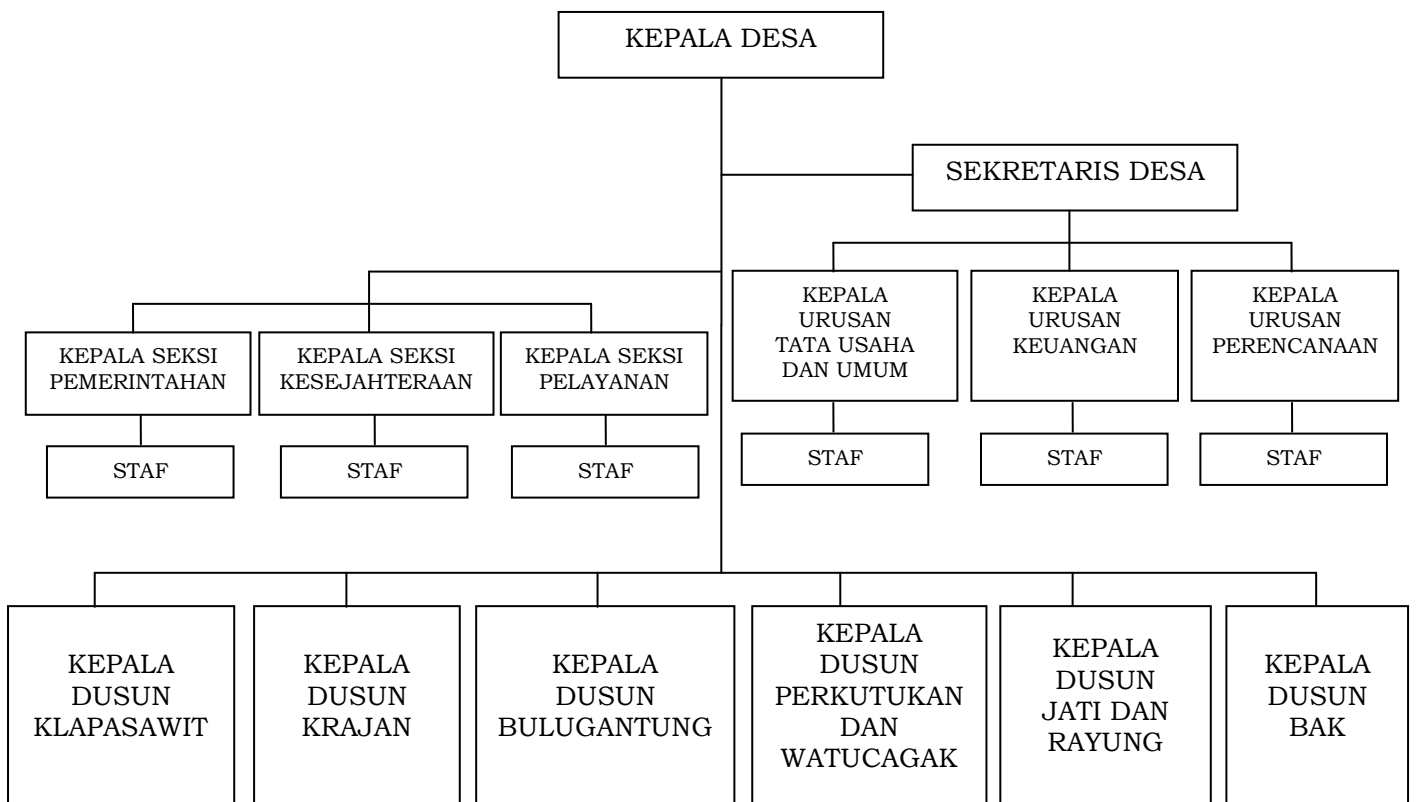 KEPALA DESA
SEKRETARIS DESA
KEPALA
URUSAN
TATA USAHA
DAN UMUM
KEPALA
URUSAN
KEUANGAN
KEPALA
URUSAN
PERENCANAAN
KEPALA SEKSI
PEMERINTAHAN
KEPALA SEKSI
KESEJAHTERAAN
KEPALA SEKSI
PELAYANAN
STAF
STAF
STAF
STAF
STAF
STAF
KEPALA
DUSUN
KLAPASAWIT
KEPALA
DUSUN
KRAJAN
KEPALA
DUSUN
BULUGANTUNG
KEPALA
DUSUN
PERKUTUKAN
DAN
WATUCAGAK
KEPALA
DUSUN
JATI DAN
RAYUNG
KEPALA
DUSUN
BAK